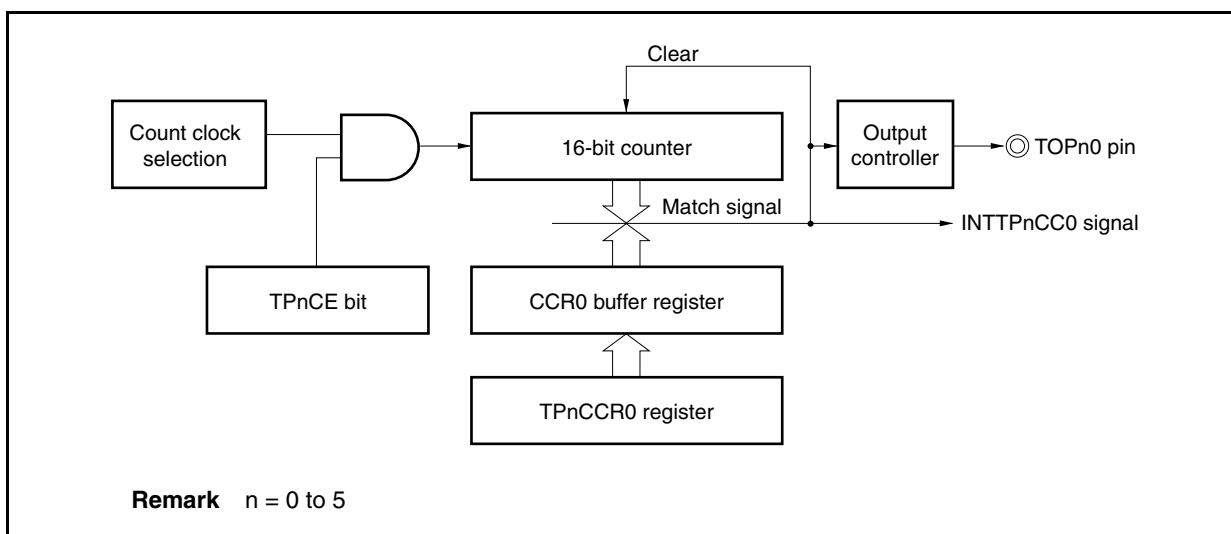 Clear
Count clock
selection
16-bit counter
Output
controller
TOPn0 pin
Match signal
INTTPnCC0 signal
TPnCE bit
CCR0 buffer register
TPnCCR0 register
Remark n = 0 to 5